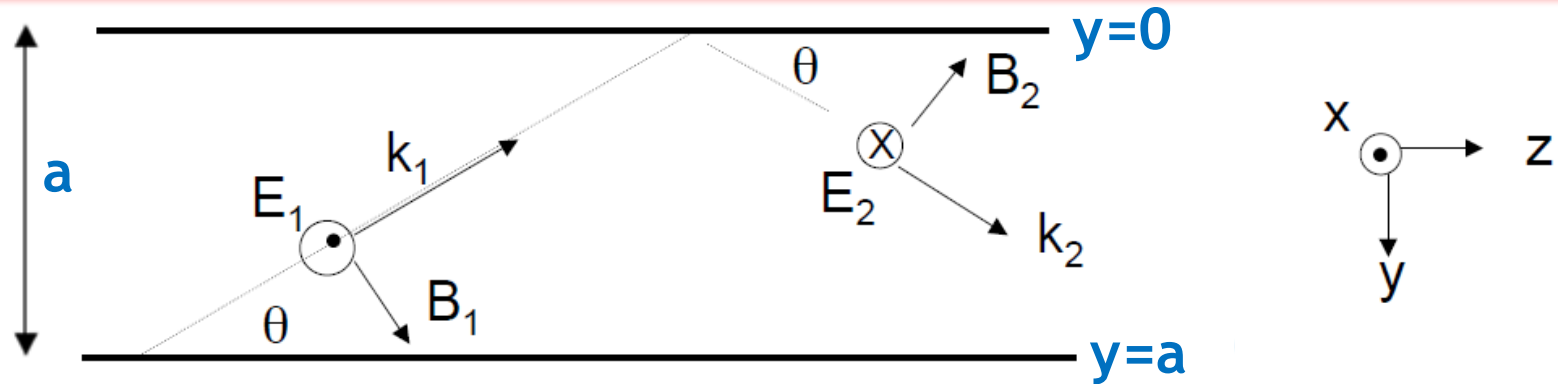 y=0
θ
B₂
x
X
z
k₁
a
E₁
E₂
k₂
y
B₁
θ
y=a